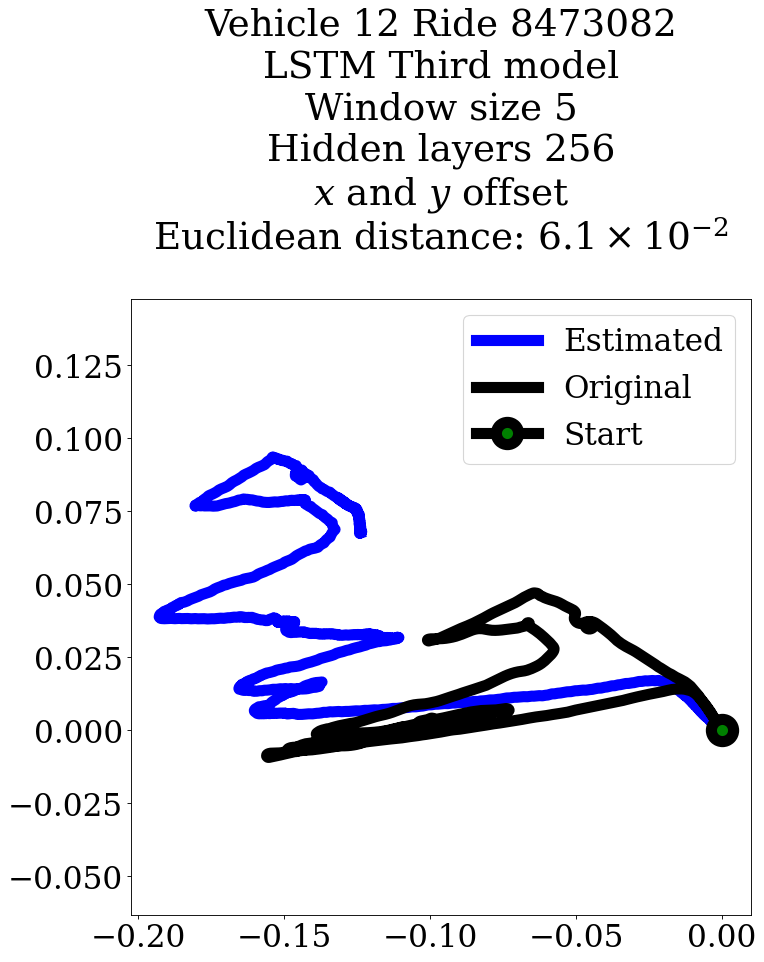 Vehicle 12 Ride 8473082
LSTM Third model
Window size 5
Hidden layers 256
x and y offset
Euclidean distance: 6.1 × 10⁻²
Estimated
Original
Start
0.125
0.100
0.075
0.050
0.025
0.000
−0.025
−0.050
−0.20 −0.15 −0.10 −0.05 0.00